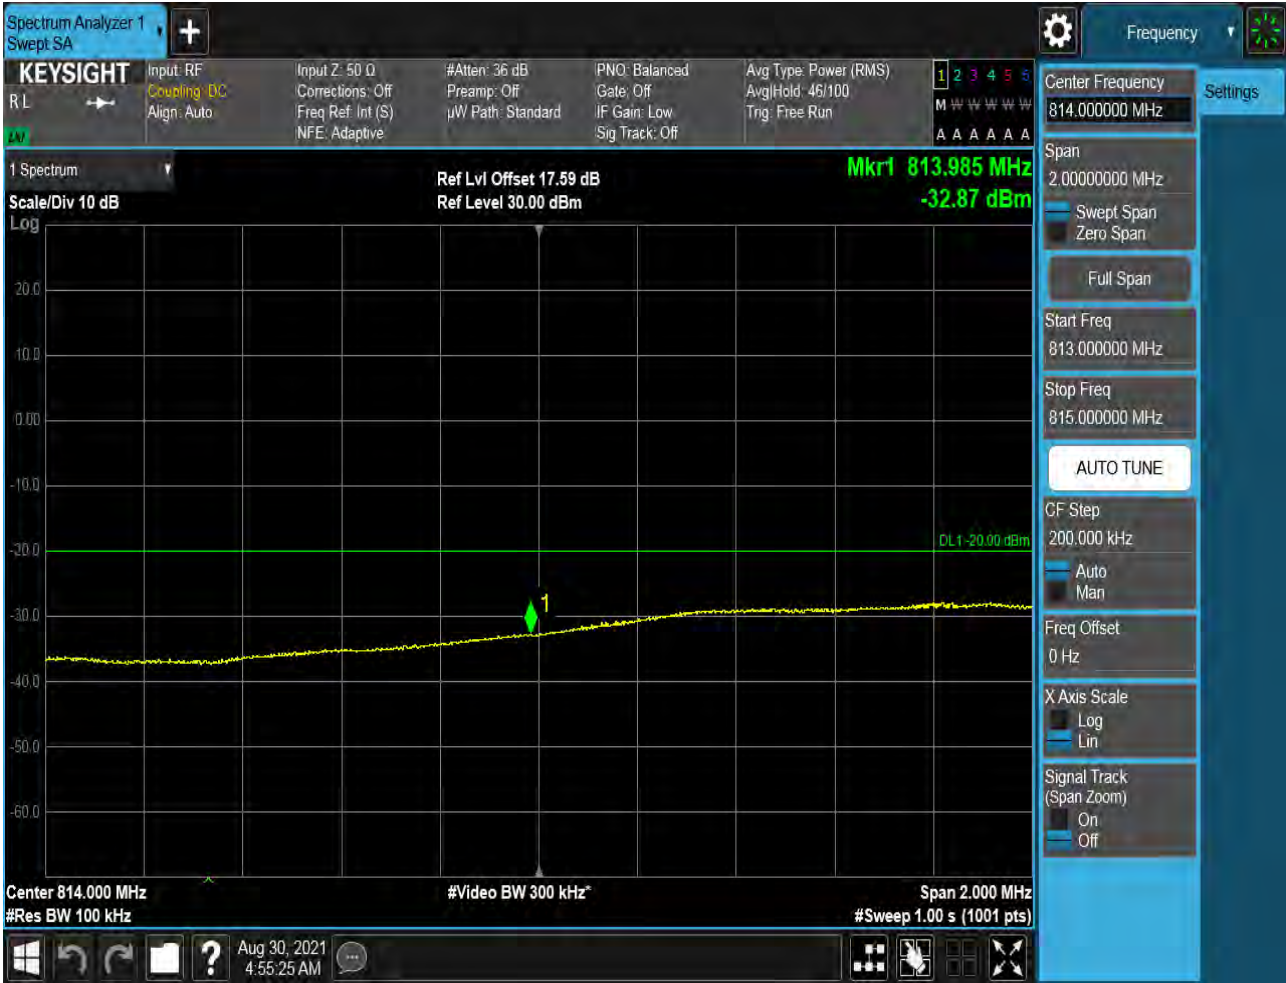 Spectrum Analyzer 1
Swept SA
Frequency
KEYSIGHT
R L
LXI
Input: RF
Coupling: DC
Align: Auto
Input Z: 50 Ω
Corrections: Off
Freq Ref: Int (S)
NFE: Adaptive
#Atten: 36 dB
Preamp: Off
µW Path: Standard
PNO: Balanced
Gate: Off
IF Gain: Low
Sig Track: Off
Avg Type: Power (RMS)
Avg|Hold: 46/100
Trig: Free Run
1 2 3 4 5 6
M W W W W W
A A A A A A
1 Spectrum
Scale/Div 10 dB
Log
Ref Lvl Offset 17.59 dB
Ref Level 30.00 dBm
Mkr1 813.985 MHz
-32.87 dBm
20.0
10.0
0.00
-10.0
-20.0
-30.0
-40.0
-50.0
-60.0
DL1 -20.00 dBm
1
Center 814.000 MHz
#Res BW 100 kHz
#Video BW 300 kHz*
Span 2.000 MHz
#Sweep 1.00 s (1001 pts)
Aug 30, 2021
4:55:25 AM
Center Frequency
814.000000 MHz
Settings
Span
2.00000000 MHz
Swept Span
Zero Span
Full Span
Start Freq
813.000000 MHz
Stop Freq
815.000000 MHz
AUTO TUNE
CF Step
200.000 kHz
Auto
Man
Freq Offset
0 Hz
X Axis Scale
Log
Lin
Signal Track
(Span Zoom)
On
Off